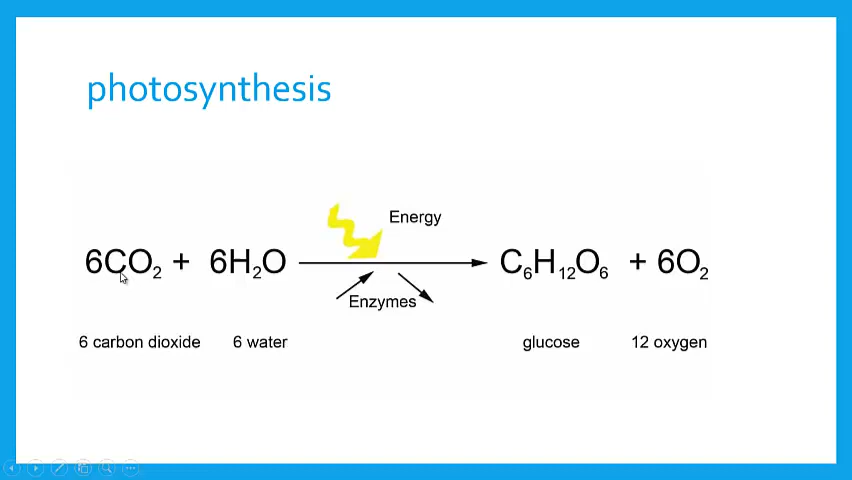 photosynthesis
Energy
6CO₂ + 6H₂O C₆H₁₂O₆ + 6O₂
Enzymes
6 carbon dioxide 6 water glucose 12 oxygen